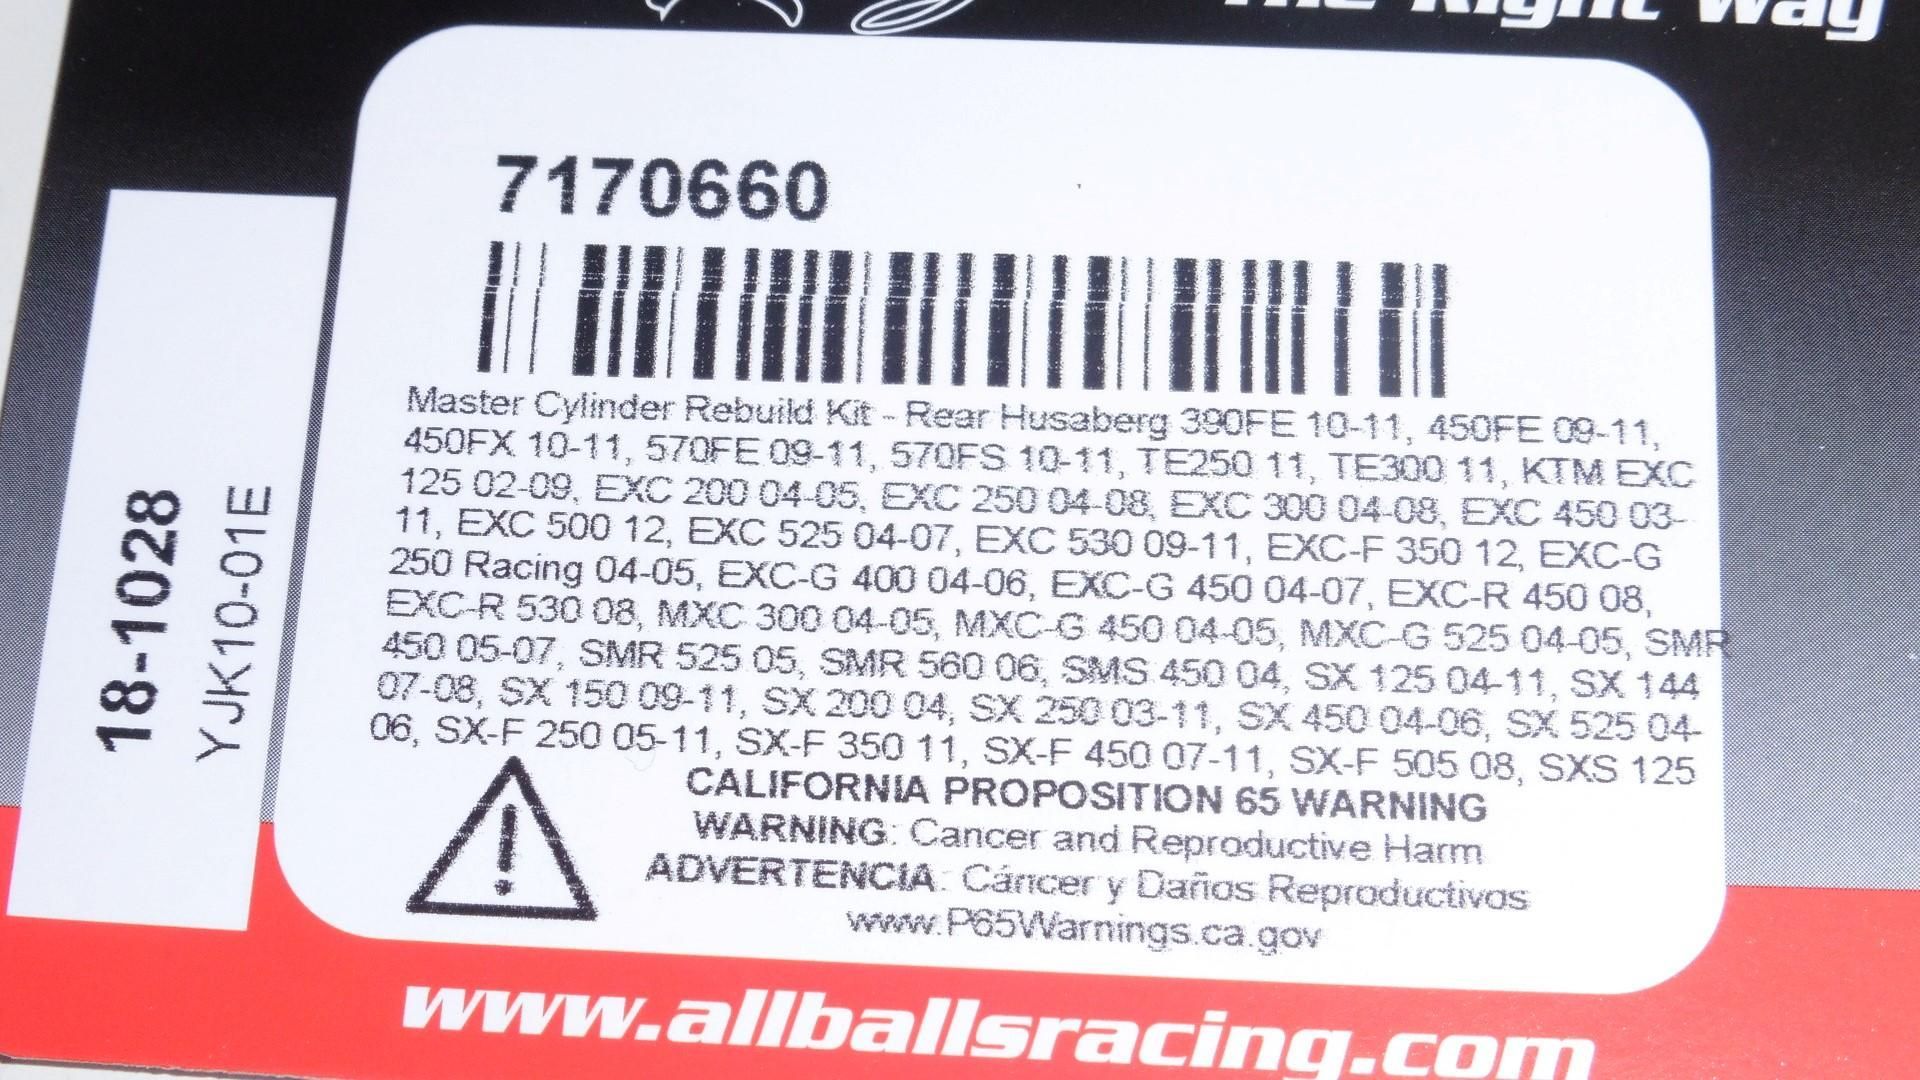 The Right Way
7170660
Master Cylinder Rebuild Kit - Rear Husaberg 390FE 10-11, 450FE 09-11,
450FX 10-11, 570FE 09-11, 570FS 10-11, TE250 11, TE300 11, KTM EXC
125 02-09, EXC 200 04-05, EXC 250 04-08, EXC 300 04-08, EXC 450 03-
11, EXC 500 12, EXC 525 04-07, EXC 530 09-11, EXC-F 350 12, EXC-G
250 Racing 04-05, EXC-G 400 04-06, EXC-G 450 04-07, EXC-R 450 08,
EXC-R 530 08, MXC 300 04-05, MXC-G 450 04-05, MXC-G 525 04-05, SMR
450 05-07, SMR 525 05, SMR 560 06, SMS 450 04, SX 125 04-11, SX 144
07-08, SX 150 09-11, SX 200 04, SX 250 03-11, SX 450 04-06, SX 525 04-
06, SX-F 250 05-11, SX-F 350 11, SX-F 450 07-11, SX-F 505 08, SXS 125
CALIFORNIA PROPOSITION 65 WARNING
WARNING: Cancer and Reproductive Harm
ADVERTENCIA: Cáncer y Daños Reproductivos
www.P65Warnings.ca.gov
18-1028
YJK10-01E
www.allballsracing.com